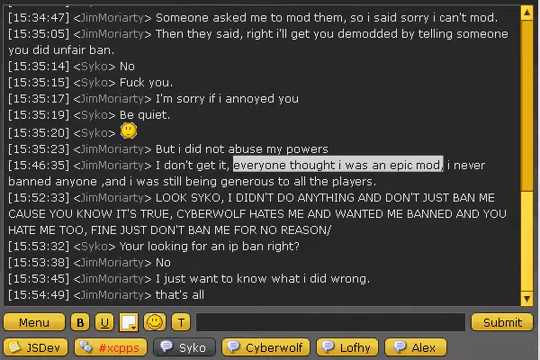 [15:34:47] <JimMoriarty> Someone asked me to mod them, so i said sorry i can't mod.
[15:35:05] <JimMoriarty> Then they said, right i'll get you demodded by telling someone
you did unfair ban.
[15:35:14] <Syko> No
[15:35:15] <Syko> Fuck you.
[15:35:17] <JimMoriarty> I'm sorry if i annoyed you
[15:35:19] <Syko> Be quiet.
[15:35:20] <Syko>
[15:35:23] <JimMoriarty> But i did not abuse my powers
[15:46:35] <JimMoriarty> I don't get it, everyone thought i was an epic mod, i never
banned anyone ,and i was still being generous to all the players.
[15:52:33] <JimMoriarty> LOOK SYKO, I DIDN'T DO ANYTHING AND DON'T JUST BAN ME
CAUSE YOU KNOW IT'S TRUE, CYBERWOLF HATES ME AND WANTED ME BANNED AND YOU
HATE ME TOO, FINE JUST DON'T BAN ME FOR NO REASON/
[15:53:32] <Syko> Your looking for an ip ban right?
[15:53:38] <JimMoriarty> No
[15:53:45] <JimMoriarty> I just want to know what i did wrong.
[15:54:49] <JimMoriarty> that's all
Menu B U T Submit
JSDev #xcpps Syko Cyberwolf Lofhy Alex